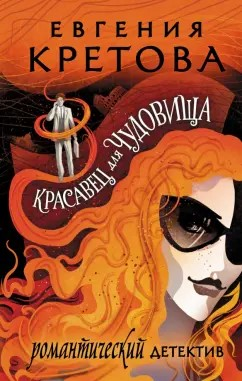 ЕВГЕНИЯ
КРЕТОВА
КРАСАВЕЦ ДЛЯ ЧУДОВИЩА
романтический ДЕТЕКТИВ